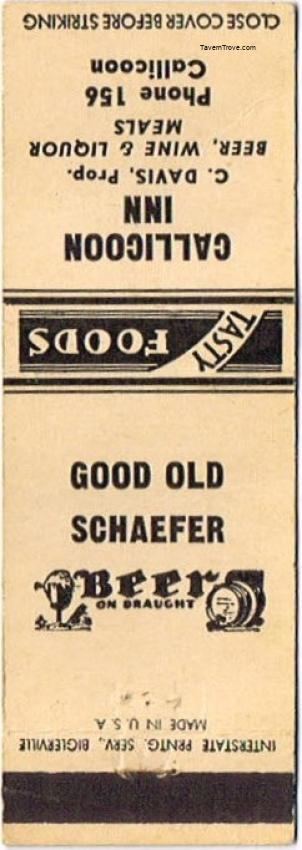 CALLICOON
INN
C. DAVIS, Prop.
BEER, WINE & LIQUOR
MEALS
Phone 156
Callicoon
CLOSE COVER BEFORE STRIKING
TavernTrove.com
TASTY
FOODS
GOOD OLD
SCHAEFER
Beer
ON DRAUGHT
MADE IN U. S. A.
INTERSTATE PRNTG. SERV., BIGLERVILLE